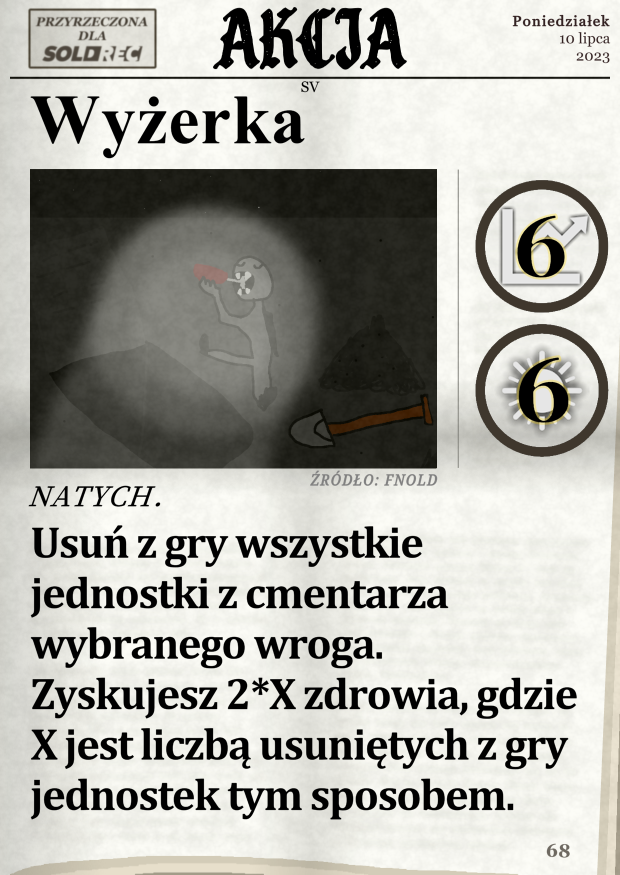 PRZYRZECZONA
DLA
SOLDREC
AKCJA
Poniedziałek
10 lipca
2023
SV
Wyżerka
6
6
ŹRÓDŁO: FNOLD
NATYCH.
Usuń z gry wszystkie
jednostki z cmentarza
wybranego wroga.
Zyskujesz 2*X zdrowia, gdzie
X jest liczbą usuniętych z gry
jednostek tym sposobem.
68